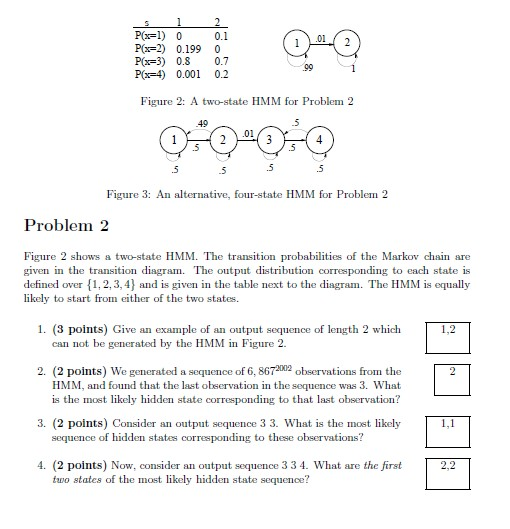 s 1 2
P(x=1) 0 0.1
P(x=2) 0.199 0
P(x=3) 0.8 0.7
P(x=4) 0.001 0.2
1 .01 2
.99 1
Figure 2: A two-state HMM for Problem 2
.49 .5
1 .5 2 .01 3 .5 4
.5 .5 .5 .5
Figure 3: An alternative, four-state HMM for Problem 2
Problem 2
Figure 2 shows a two-state HMM. The transition probabilities of the Markov chain are
given in the transition diagram. The output distribution corresponding to each state is
defined over {1, 2, 3, 4} and is given in the table next to the diagram. The HMM is equally
likely to start from either of the two states.
1. (3 points) Give an example of an output sequence of length 2 which
can not be generated by the HMM in Figure 2.
1,2
2. (2 points) We generated a sequence of 6, 867²⁰⁰² observations from the
HMM, and found that the last observation in the sequence was 3. What
is the most likely hidden state corresponding to that last observation?
2
3. (2 points) Consider an output sequence 3 3. What is the most likely
sequence of hidden states corresponding to these observations?
1,1
4. (2 points) Now, consider an output sequence 3 3 4. What are the first
two states of the most likely hidden state sequence?
2,2